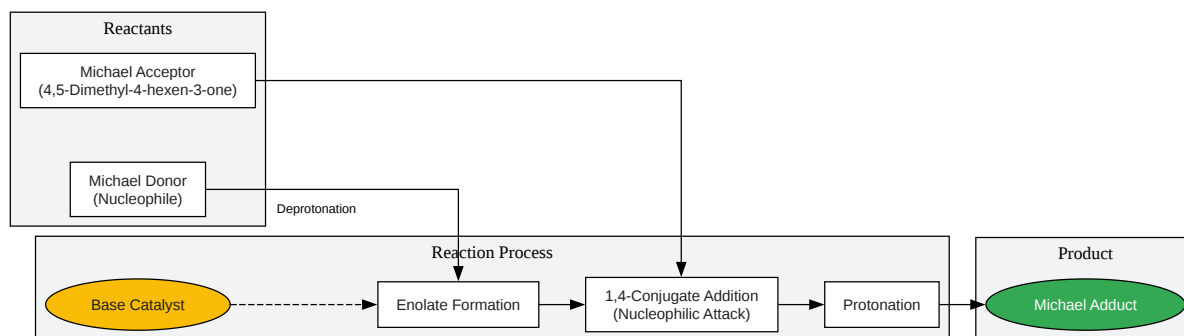 Reactants
Michael Acceptor
(4,5-Dimethyl-4-hexen-3-one)
Michael Donor
(Nucleophile)
Deprotonation
Reaction Process
Product
Base Catalyst
Enolate Formation
1,4-Conjugate Addition
(Nucleophilic Attack)
Protonation
Michael Adduct